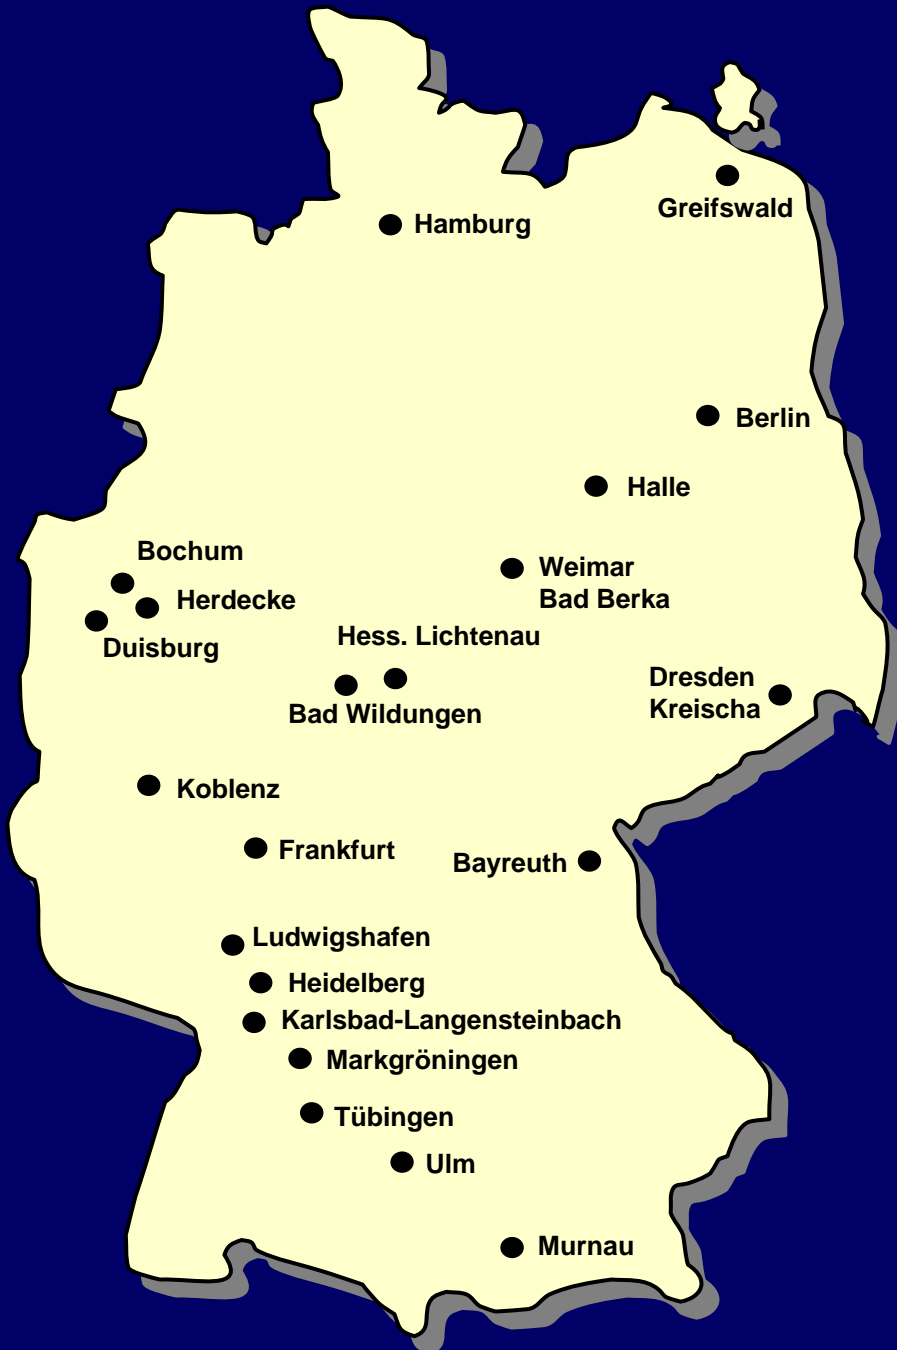 Greifswald
Hamburg
Berlin
Halle
Bochum
Weimar
Bad Berka
Herdecke
Duisburg
Hess. Lichtenau
Dresden
Kreischa
Bad Wildungen
Koblenz
Frankfurt
Bayreuth
Ludwigshafen
Heidelberg
Karlsbad-Langensteinbach
Markgröningen
Tübingen
Ulm
Murnau